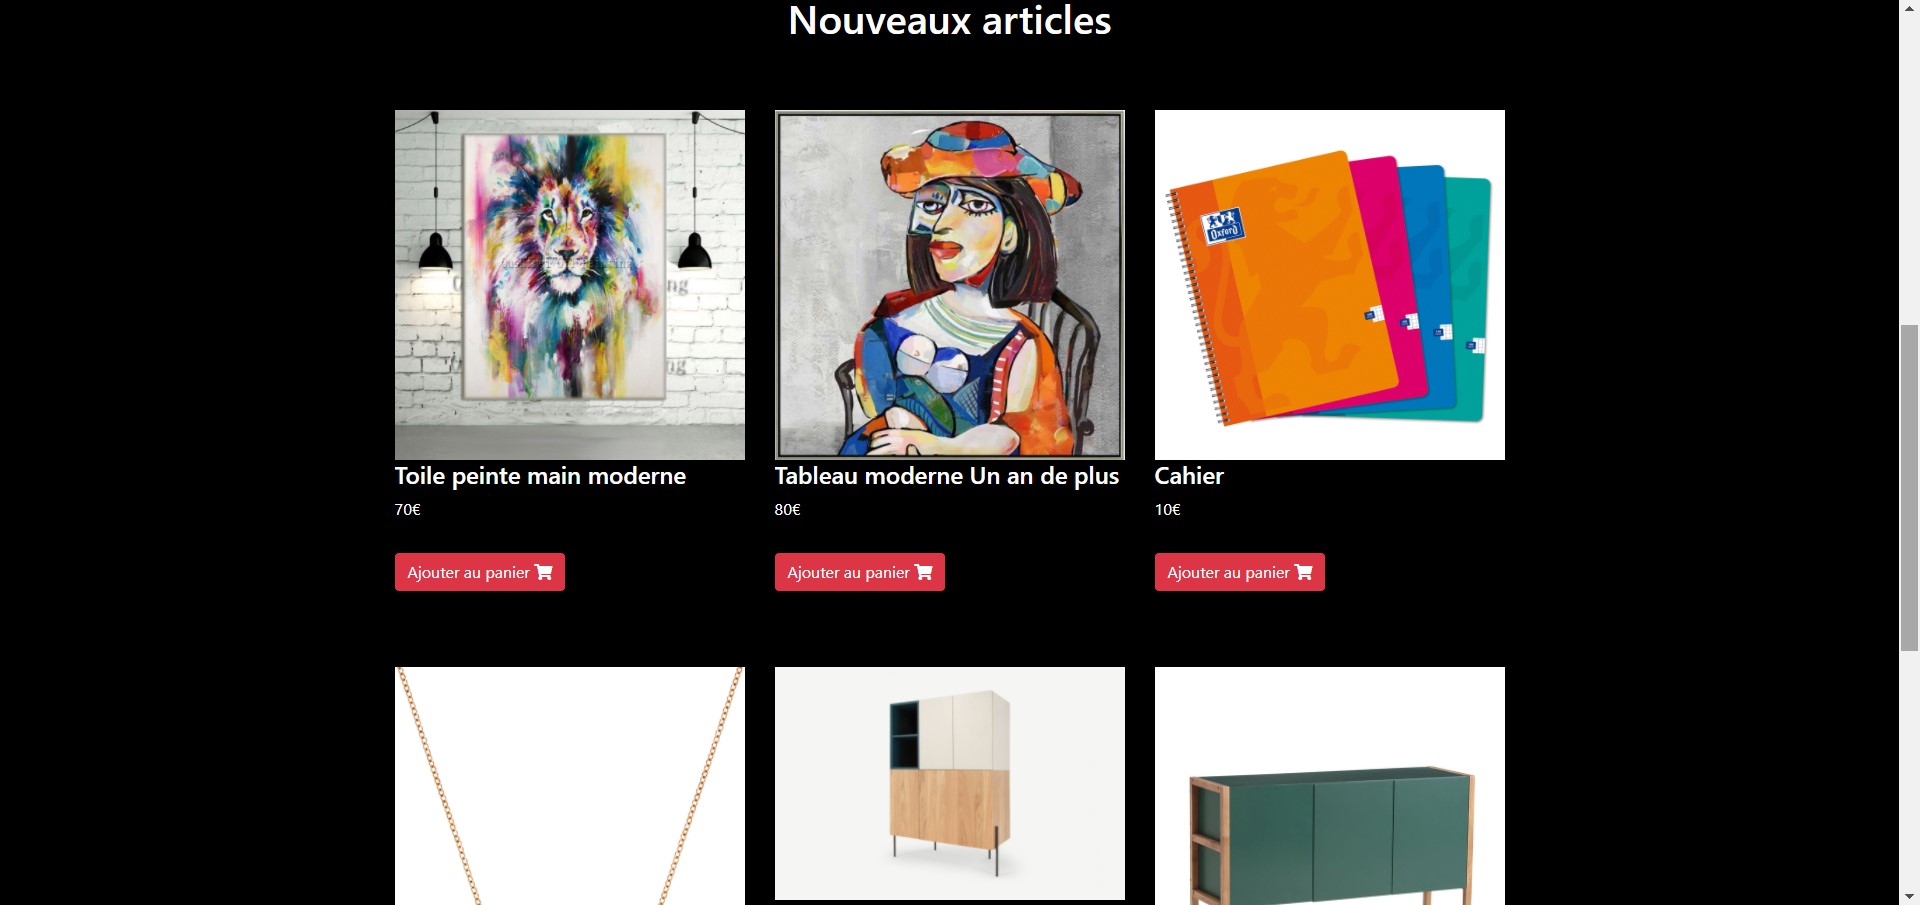 Nouveaux articles
Oxford
Toile peinte main moderne
Tableau moderne Un an de plus
Cahier
70€
80€
10€
Ajouter au panier
Ajouter au panier
Ajouter au panier